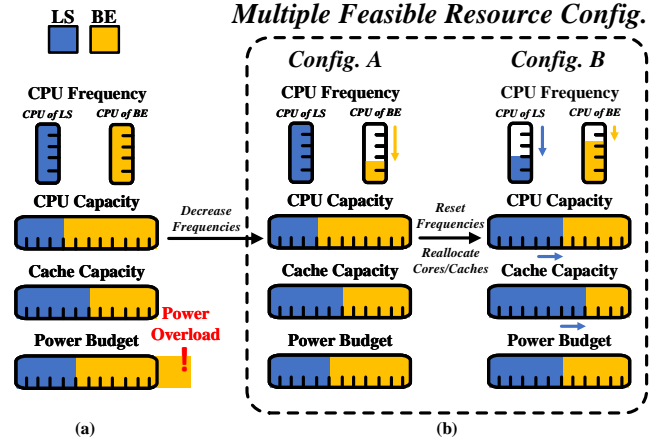 Multiple Feasible Resource Config.
LS BE
Config. A Config. B
CPU Frequency CPU Frequency CPU Frequency
CPU of LS CPU of BE CPU of LS CPU of BE CPU of LS CPU of BE
CPU Capacity CPU Capacity CPU Capacity
Decrease
Frequencies
Reset
Frequencies
Reallocate
Cores/Caches
Cache Capacity Cache Capacity Cache Capacity
Power
Overload
!
Power Budget Power Budget Power Budget
(a) (b)